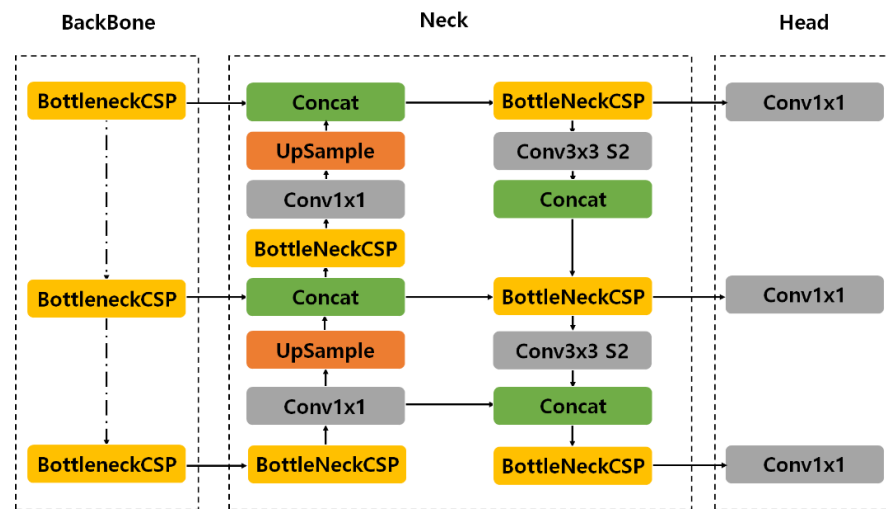 BackBone
Neck
Head
BottleneckCSP
Concat
BottleNeckCSP
Conv1x1
UpSample
Conv3x3 S2
Conv1x1
Concat
BottleNeckCSP
BottleneckCSP
Concat
BottleNeckCSP
Conv1x1
UpSample
Conv3x3 S2
Conv1x1
Concat
BottleneckCSP
BottleNeckCSP
BottleNeckCSP
Conv1x1